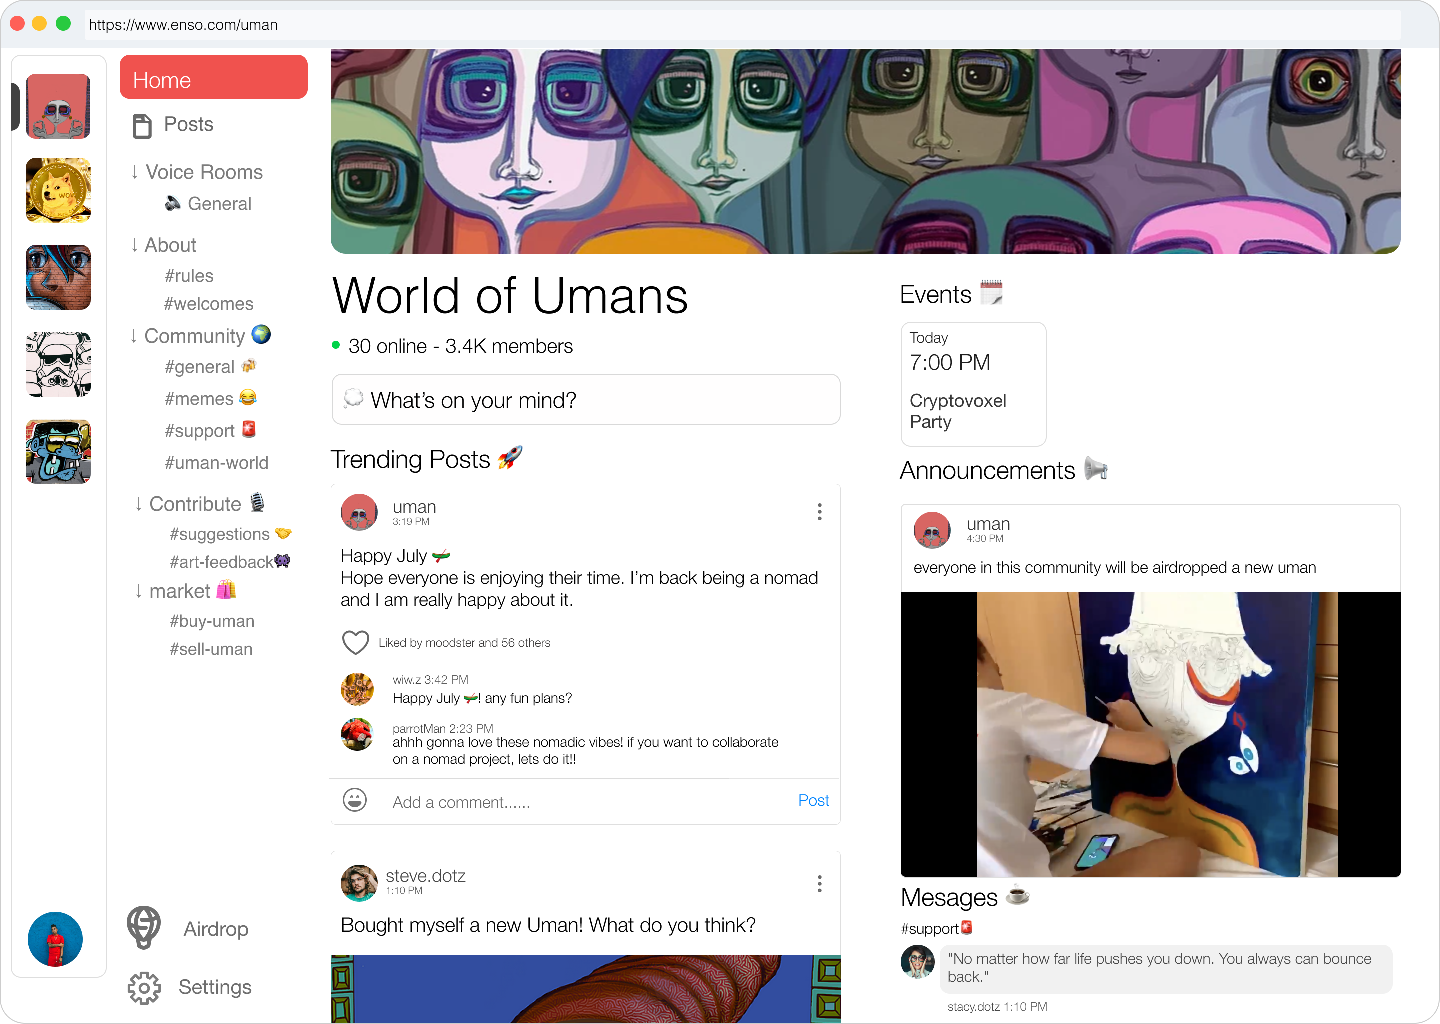 https://www.enso.com/uman
Home
Posts
↓ Voice Rooms
General
↓ About
#rules
#welcomes
↓ Community 🌍
#general
#memes 😂
#support 🚨
#uman-world
↓ Contribute 🎙️
#suggestions 🤝
#art-feedback👾
↓ market 🛍️
#buy-uman
#sell-uman
Airdrop
Settings
World of Umans
30 online - 3.4K members
💭 What's on your mind?
Trending Posts 🚀
uman
3:19 PM
Happy July 🛶
Hope everyone is enjoying their time. I'm back being a nomad
and I am really happy about it.
Liked by moodster and 56 others
wiw.z 3:42 PM
Happy July 🛶! any fun plans?
parrotMan 2:23 PM
ahhh gonna love these nomadic vibes! if you want to collaborate
on a nomad project, lets do it!!
Add a comment......
Post
steve.dotz
1:10 PM
Bought myself a new Uman! What do you think?
Events 🗓️
Today
7:00 PM
Cryptovoxel
Party
Announcements 📢
uman
4:30 PM
everyone in this community will be airdropped a new uman
Mesages ☕
#support🚨
"No matter how far life pushes you down. You always can bounce
back."
stacy.dotz 1:10 PM